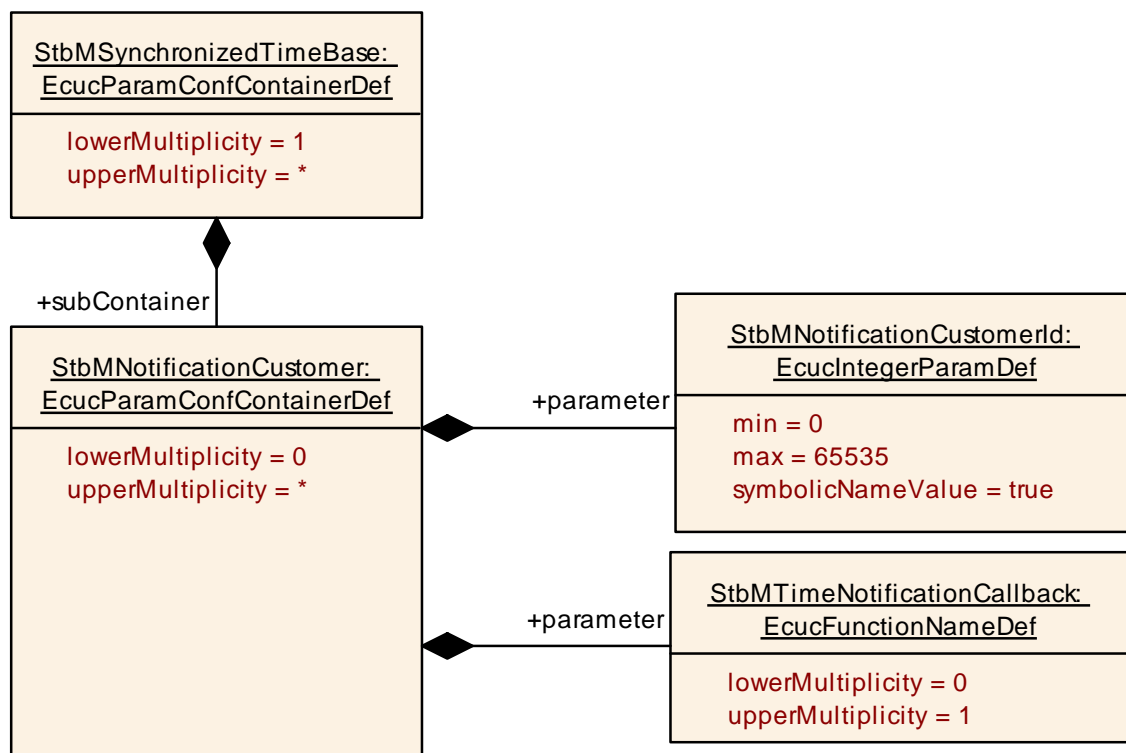 StbMSynchronizedTimeBase:
EcucParamConfContainerDef
lowerMultiplicity = 1
upperMultiplicity = *
+subContainer
StbMNotificationCustomer:
EcucParamConfContainerDef
lowerMultiplicity = 0
upperMultiplicity = *
+parameter
StbMNotificationCustomerId:
EcucIntegerParamDef
min = 0
max = 65535
symbolicNameValue = true
+parameter
StbMTimeNotificationCallback:
EcucFunctionNameDef
lowerMultiplicity = 0
upperMultiplicity = 1